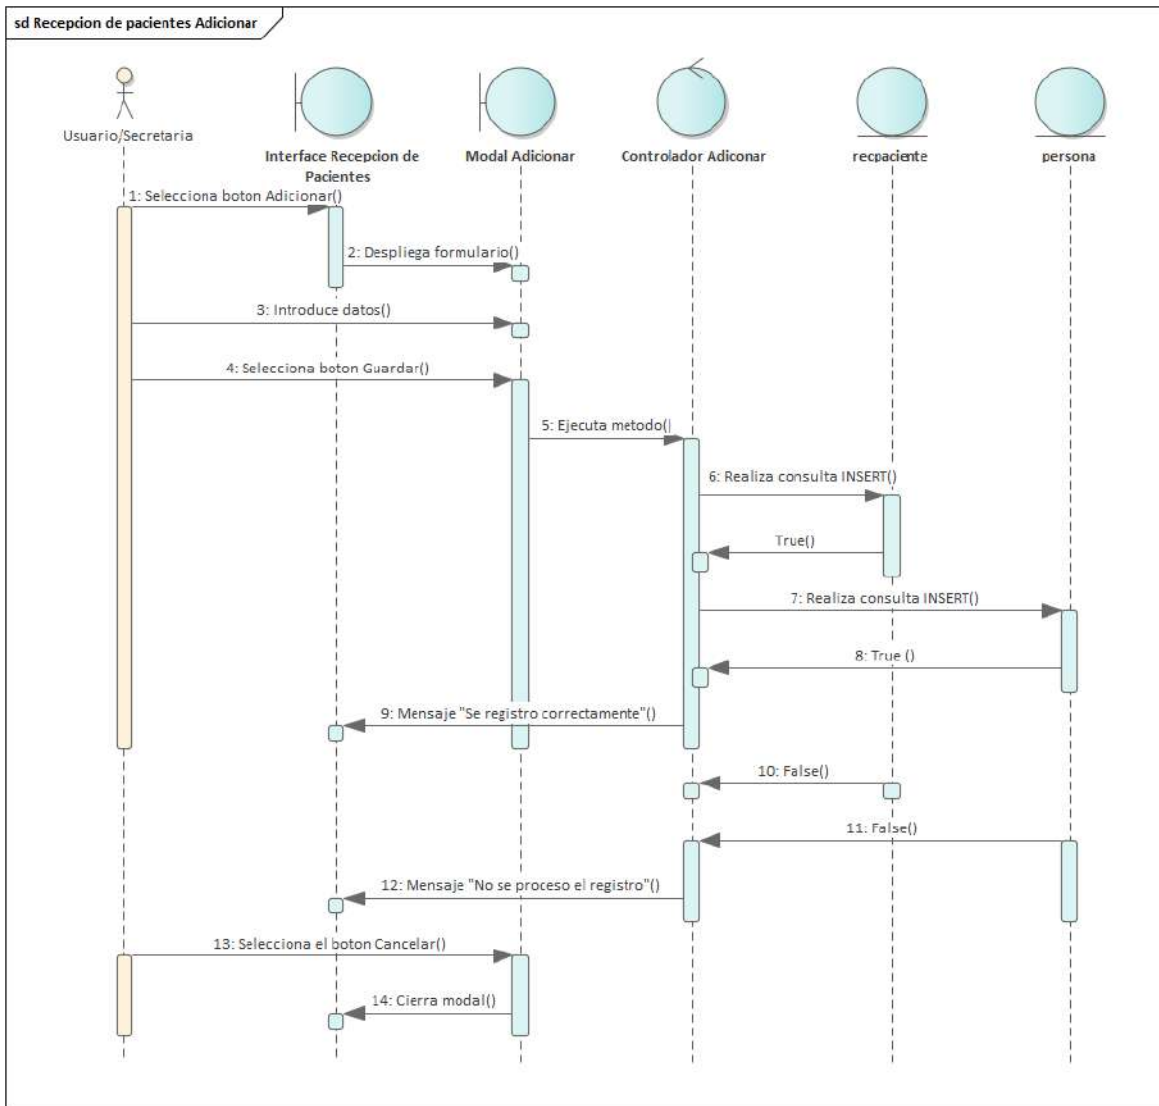 sd Recepcion de pacientes Adicionar
Usuario/Secretaria
Interface Recepcion de
Pacientes
Modal Adicionar
Controlador Adiconar
recpaciente
persona
1: Selecciona boton Adicionar()
2: Despliega formulario()
3: Introduce datos()
4: Selecciona boton Guardar()
5: Ejecuta metodo()
6: Realiza consulta INSERT()
True()
7: Realiza consulta INSERT()
8: True ()
9: Mensaje "Se registro correctamente"()
10: False()
11: False()
12: Mensaje "No se proceso el registro"()
13: Selecciona el boton Cancelar()
14: Cierra modal()